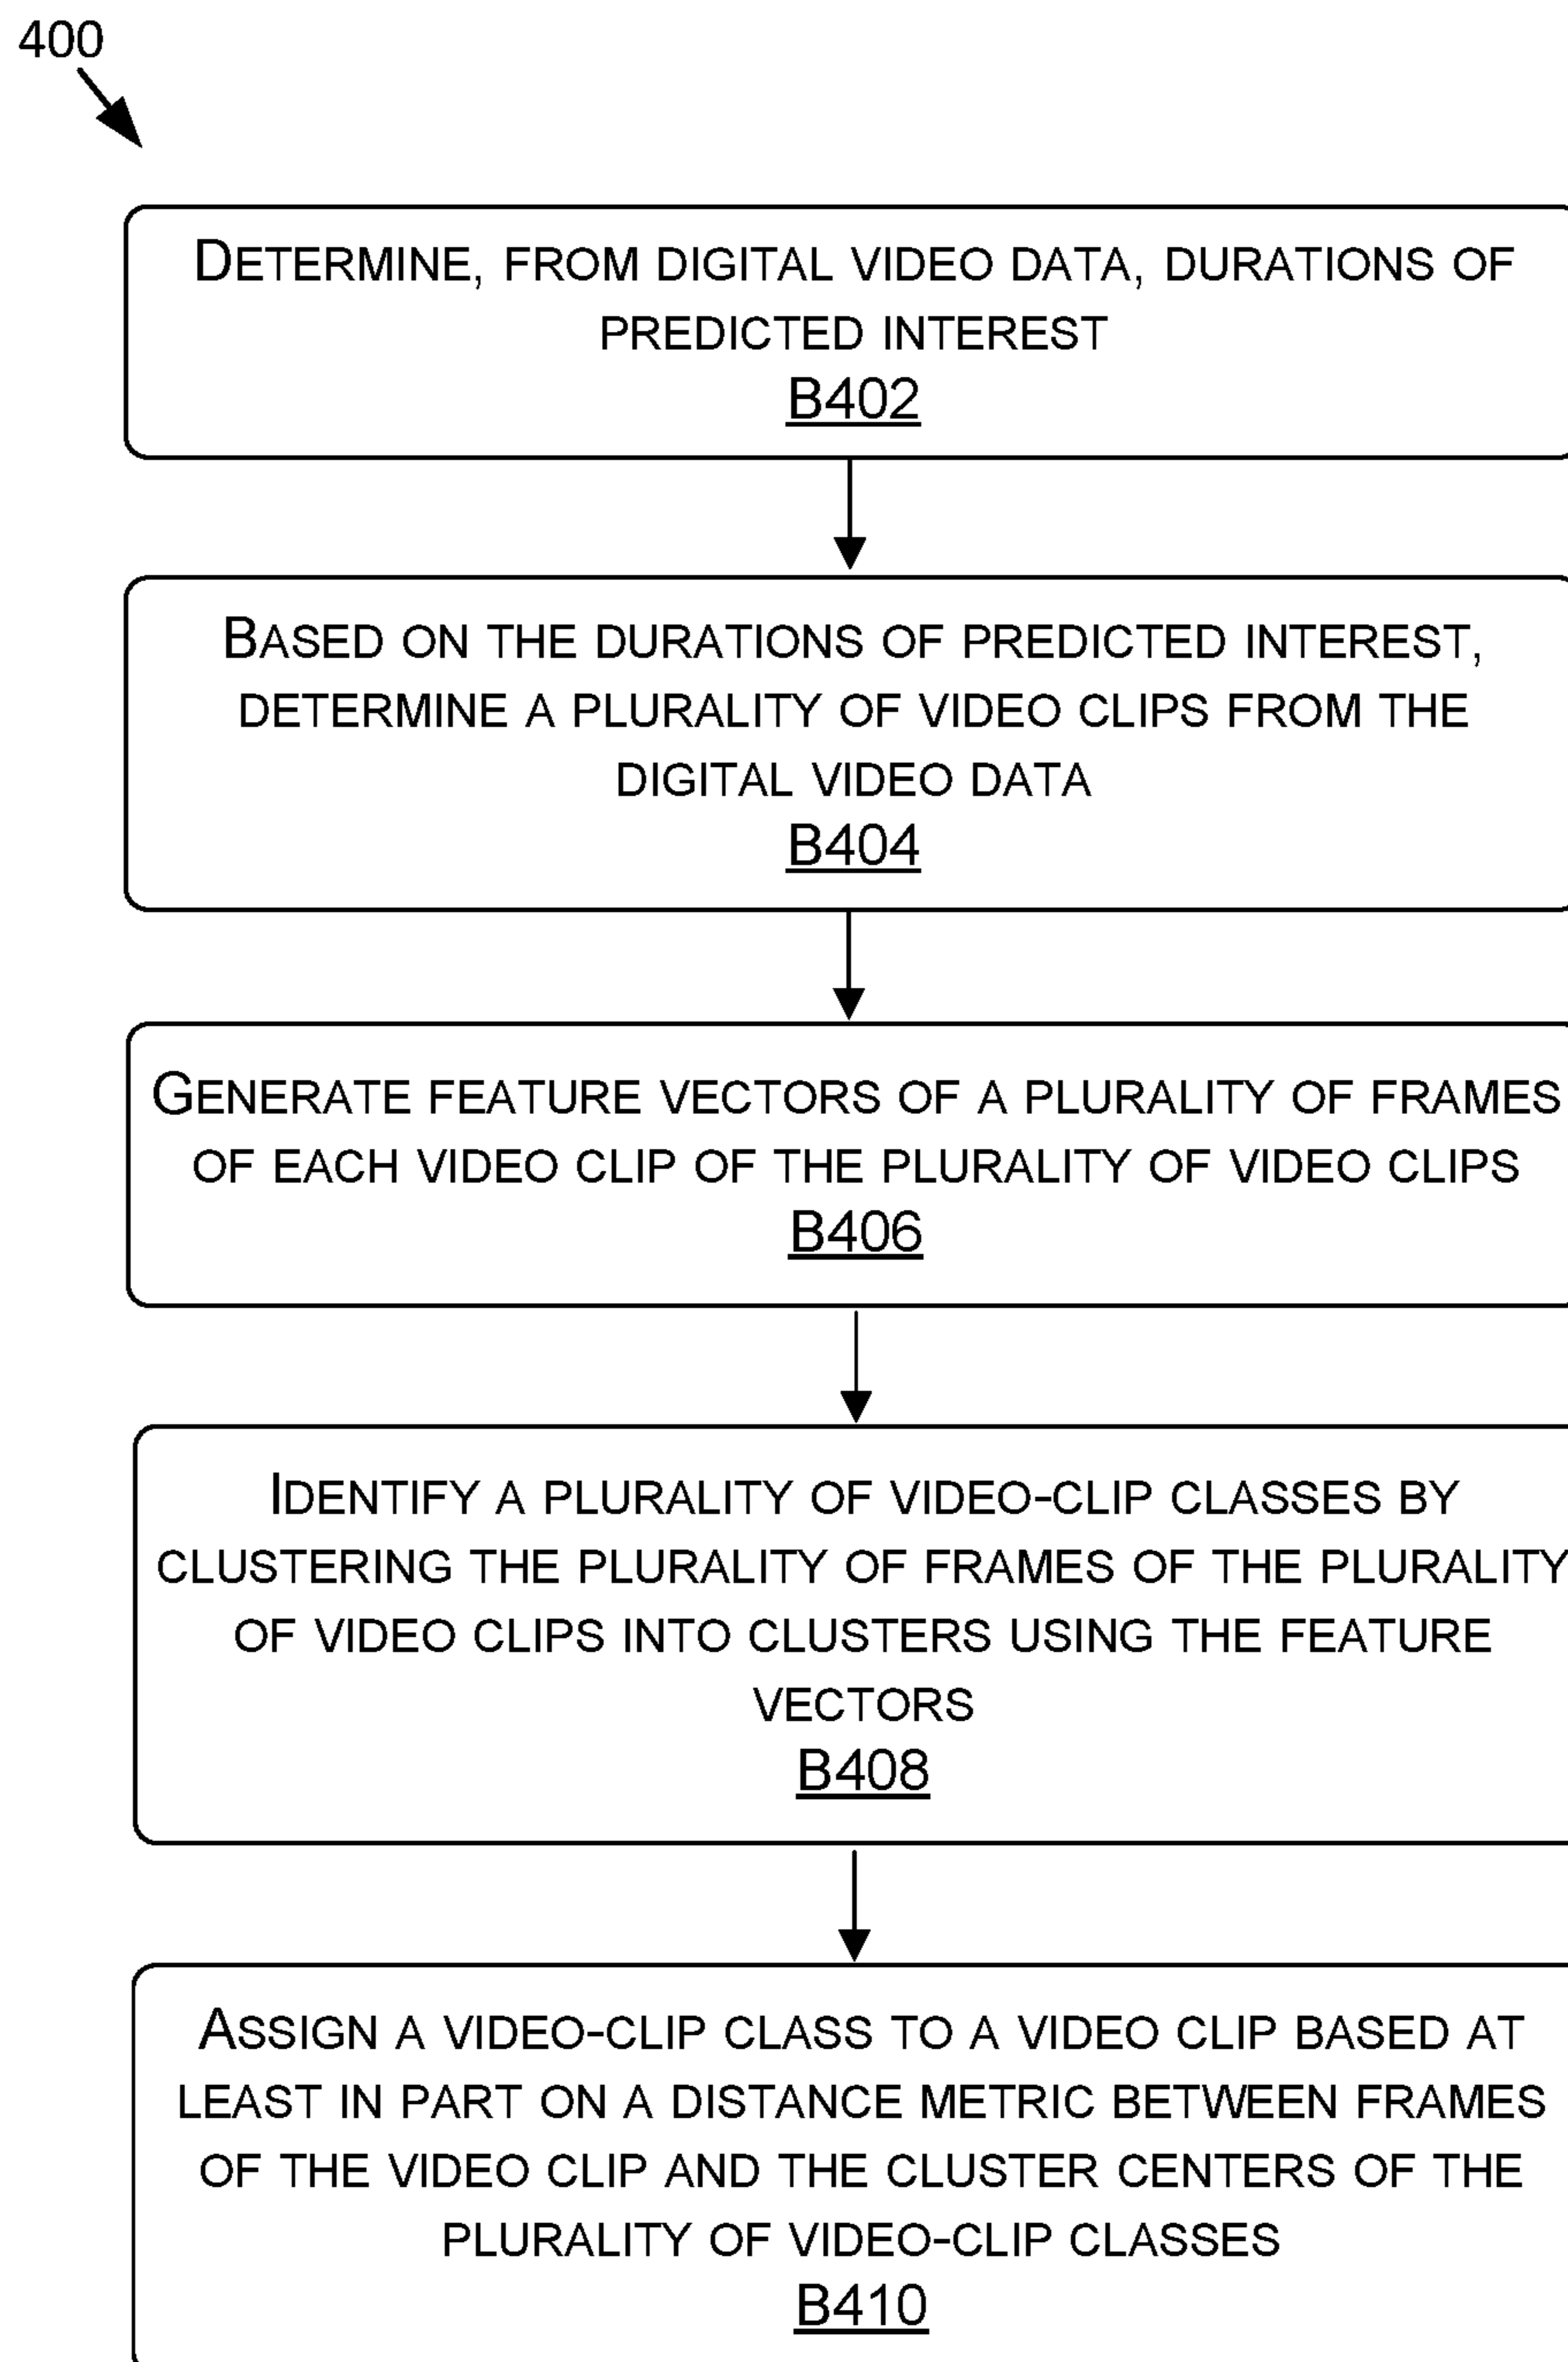 400
DETERMINE, FROM DIGITAL VIDEO DATA, DURATIONS OF
PREDICTED INTEREST
B402
BASED ON THE DURATIONS OF PREDICTED INTEREST,
DETERMINE A PLURALITY OF VIDEO CLIPS FROM THE
DIGITAL VIDEO DATA
B404
GENERATE FEATURE VECTORS OF A PLURALITY OF FRAMES
OF EACH VIDEO CLIP OF THE PLURALITY OF VIDEO CLIPS
B406
IDENTIFY A PLURALITY OF VIDEO-CLIP CLASSES BY
CLUSTERING THE PLURALITY OF FRAMES OF THE PLURALITY
OF VIDEO CLIPS INTO CLUSTERS USING THE FEATURE
VECTORS
B408
ASSIGN A VIDEO-CLIP CLASS TO A VIDEO CLIP BASED AT
LEAST IN PART ON A DISTANCE METRIC BETWEEN FRAMES
OF THE VIDEO CLIP AND THE CLUSTER CENTERS OF THE
PLURALITY OF VIDEO-CLIP CLASSES
B410